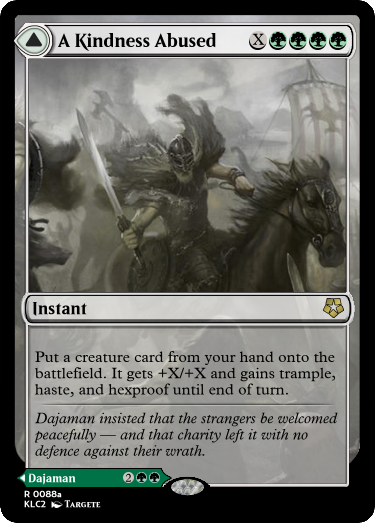 A Kindness Abused X
Instant
Put a creature card from your hand onto the
battlefield. It gets +X/+X and gains trample,
haste, and hexproof until end of turn.
Dajaman insisted that the strangers be welcomed
peacefully — and that charity left it with no
defence against their wrath.
Dajaman 2
R 0088a
KLC2 Targete